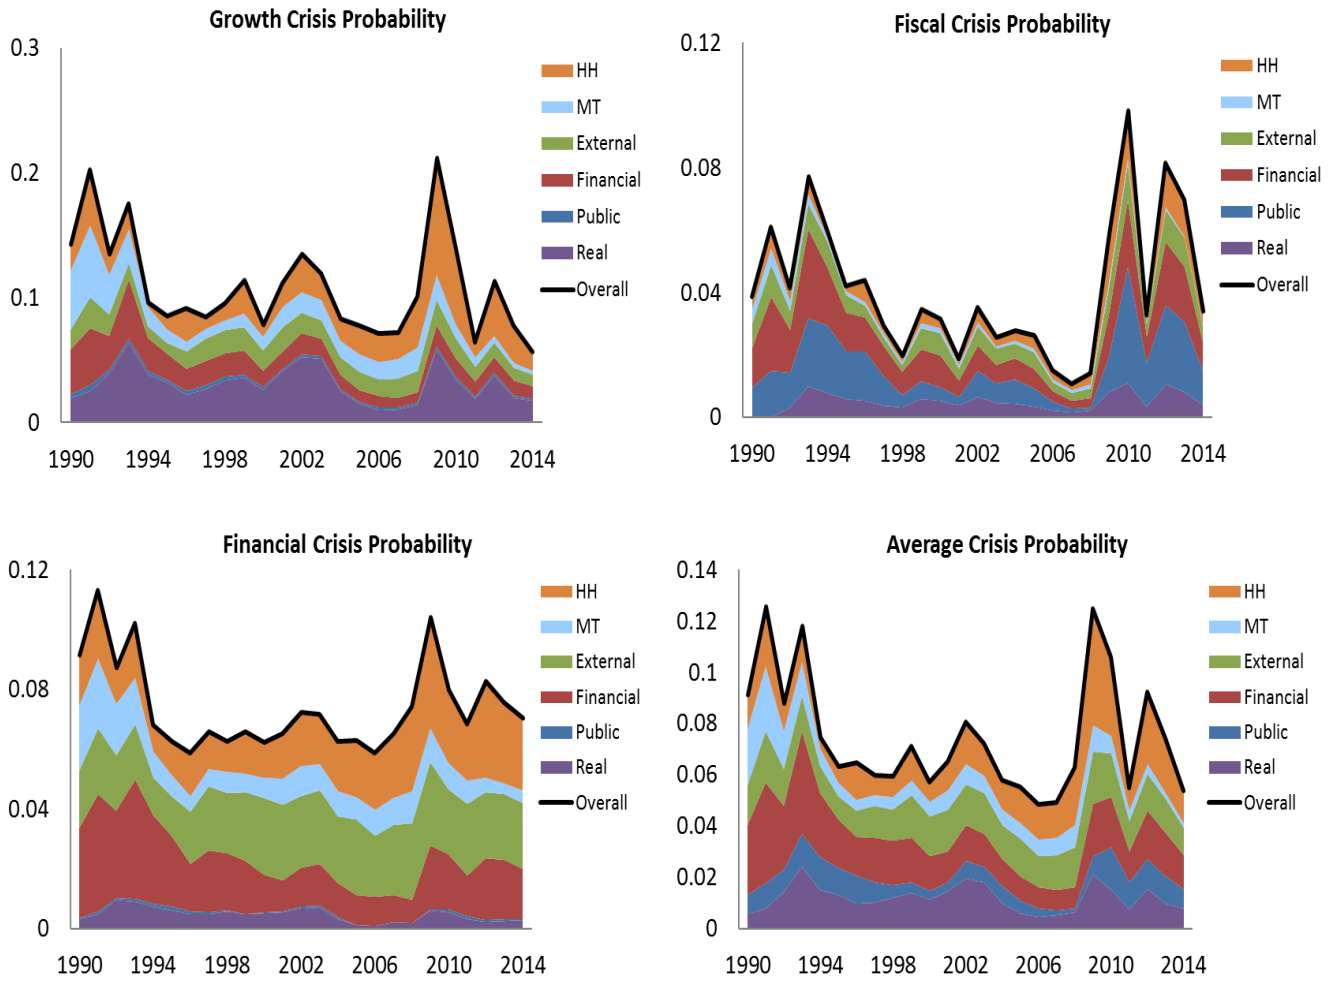 Growth Crisis Probability
0.3
0.2
0.1
0
1990 1994 1998 2002 2006 2010 2014
HH
MT
External
Financial
Public
Real
Overall
Fiscal Crisis Probability
0.12
0.08
0.04
0
1990 1994 1998 2002 2006 2010 2014
HH
MT
External
Financial
Public
Real
Overall
Financial Crisis Probability
0.12
0.08
0.04
0
1990 1994 1998 2002 2006 2010 2014
HH
MT
External
Financial
Public
Real
Overall
Average Crisis Probability
0.14
0.12
0.1
0.08
0.06
0.04
0.02
0
1990 1994 1998 2002 2006 2010 2014
HH
MT
External
Financial
Public
Real
Overall